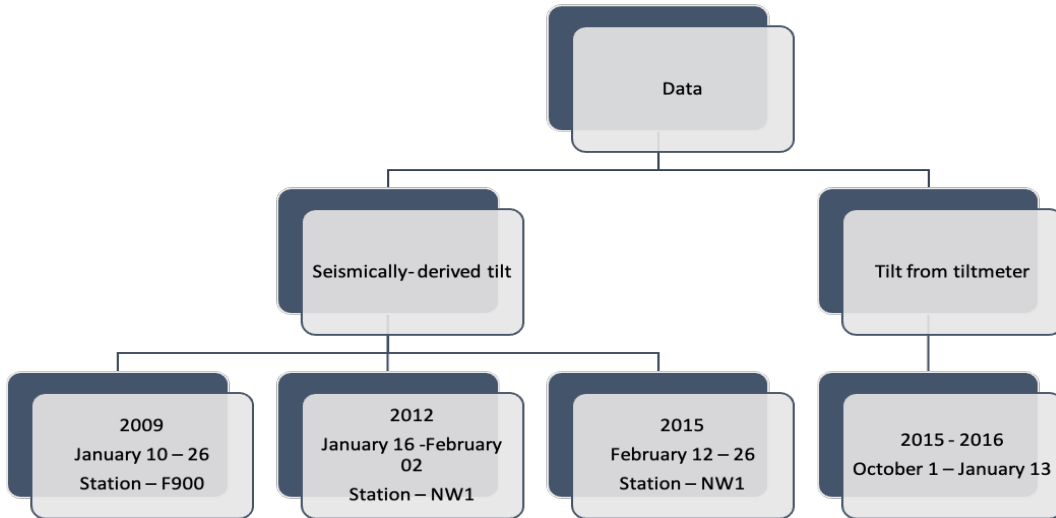 Data
Seismically-derived tilt
Tilt from tiltmeter
2009
January 10 – 26
Station – F900
2012
January 16 -February
02
Station – NW1
2015
February 12 – 26
Station – NW1
2015 - 2016
October 1 – January 13